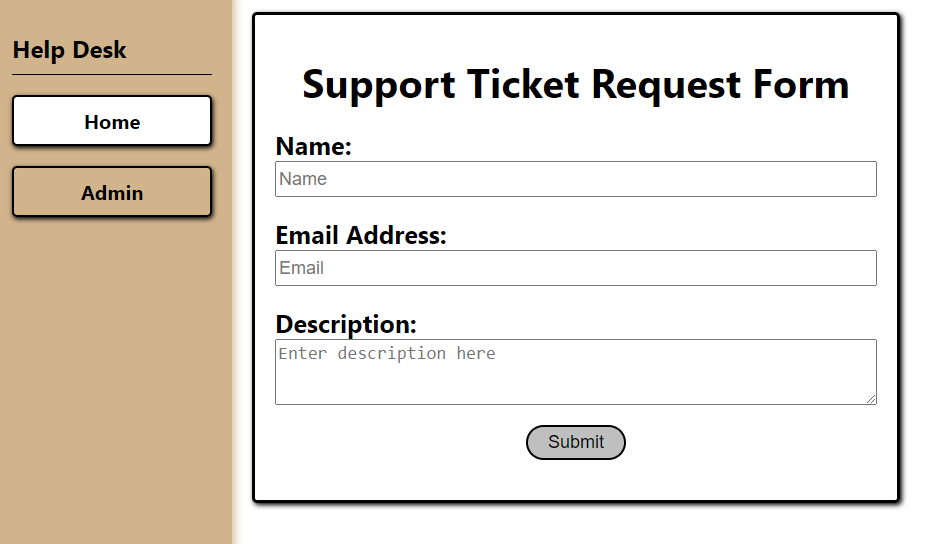 Help Desk
Home
Admin
Support Ticket Request Form
Name:
Name
Email Address:
Email
Description:
Enter description here
Submit